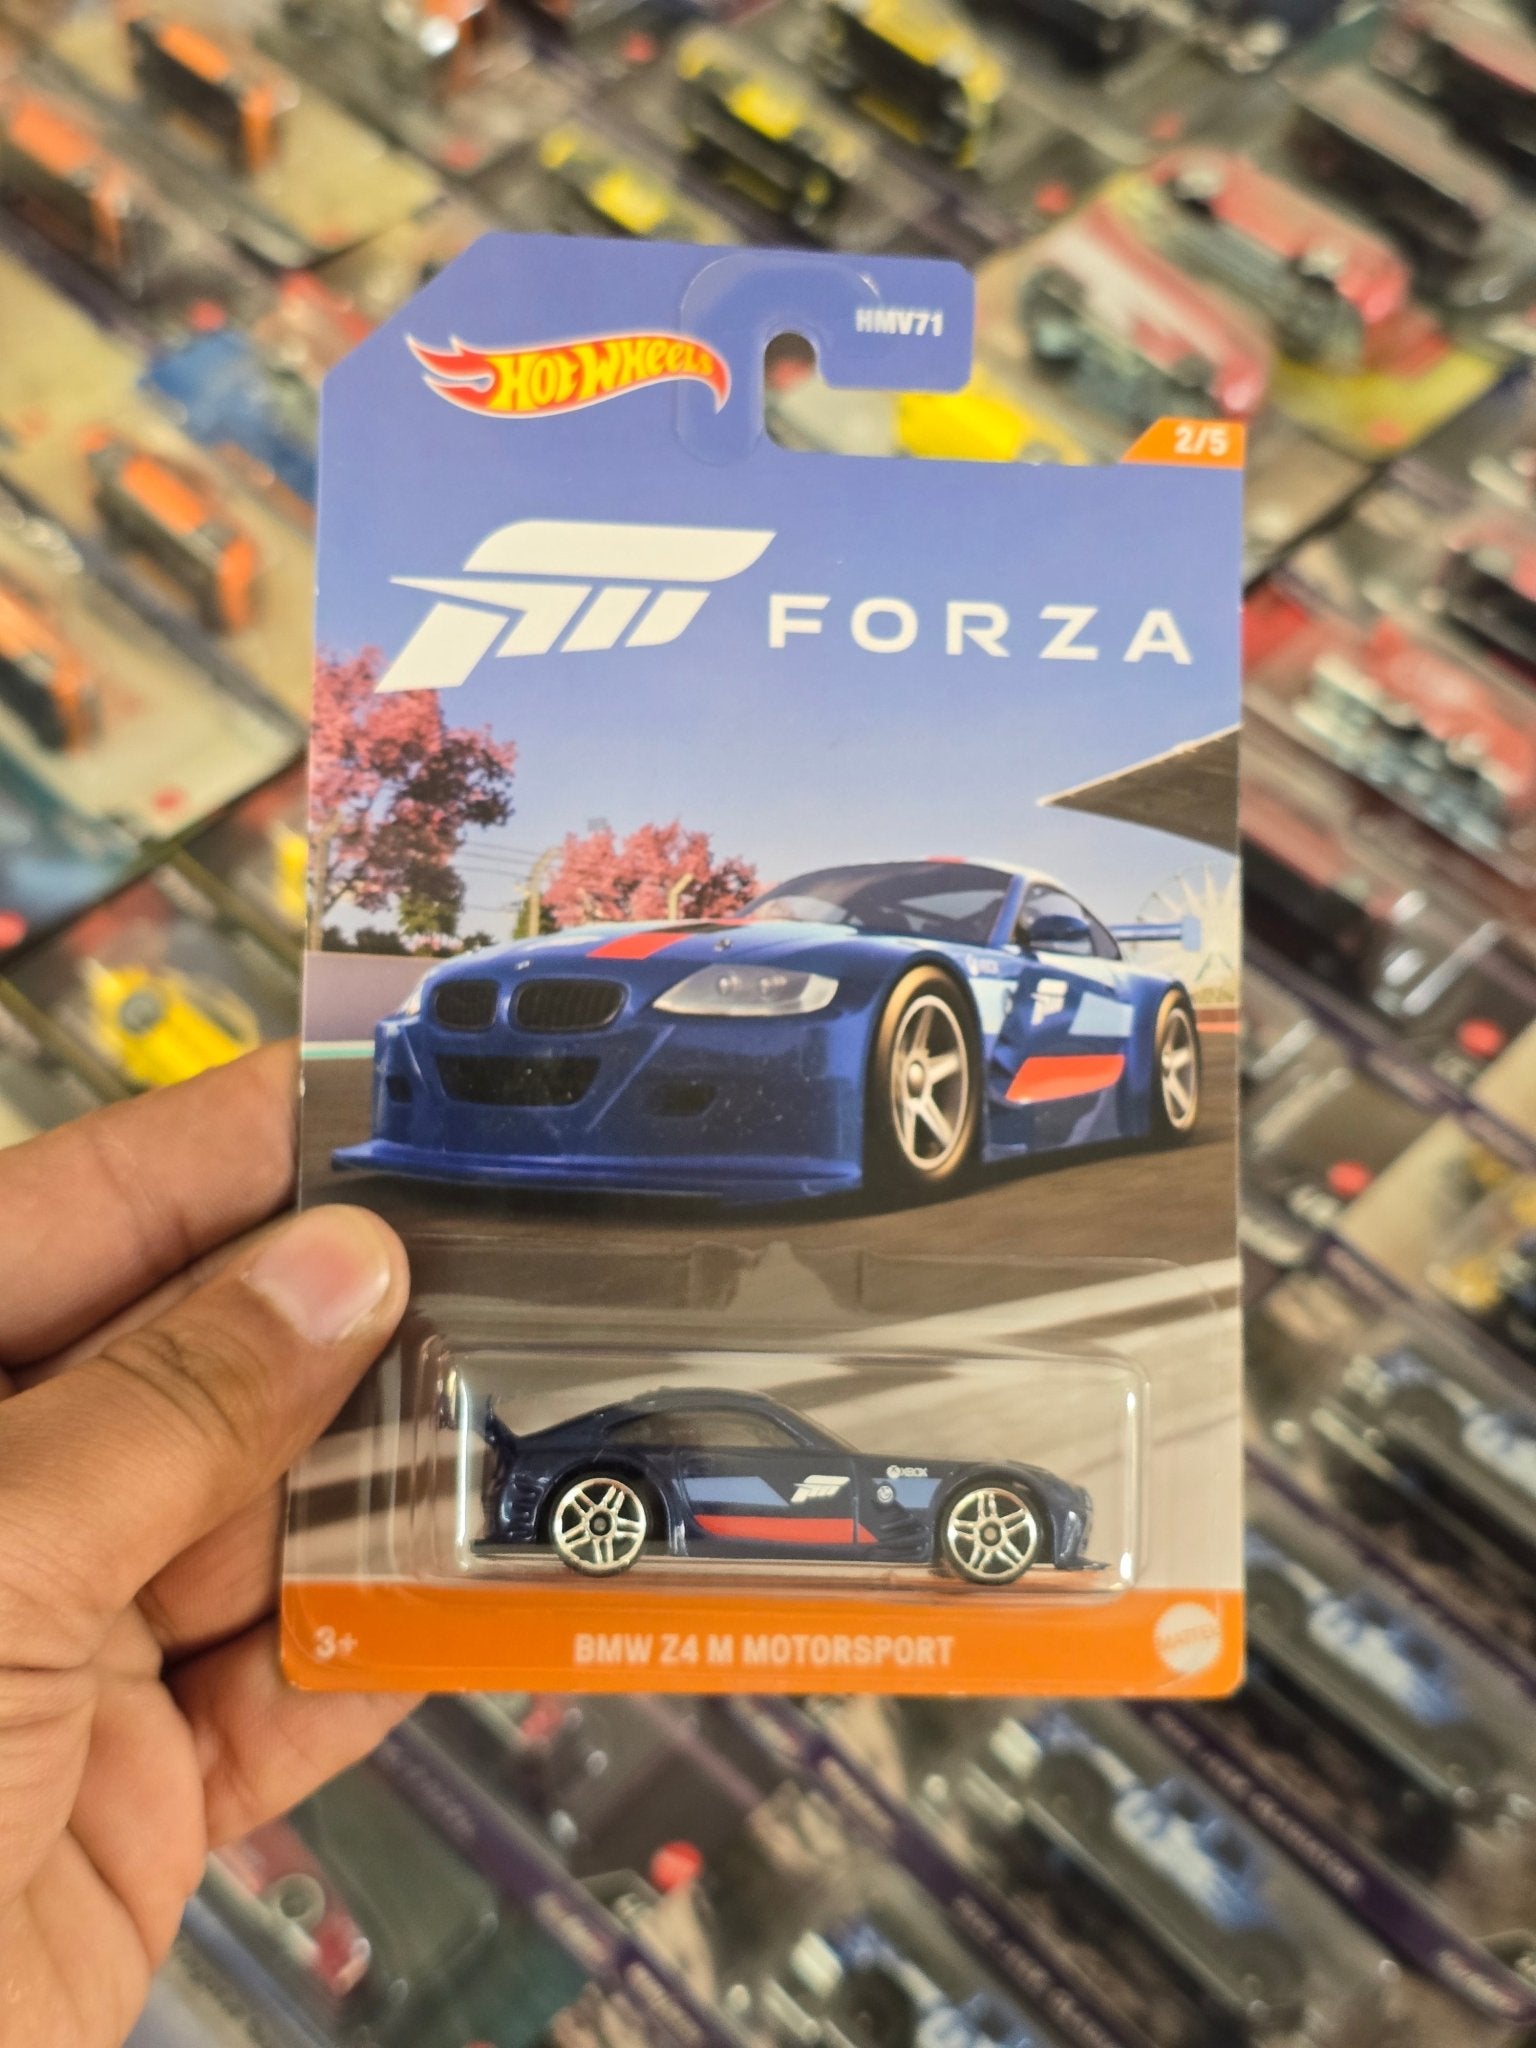 HOT WHEELS
HMV71
2/5
FORZA
XBOX
3+
BMW Z4 M MOTORSPORT
MATTEL